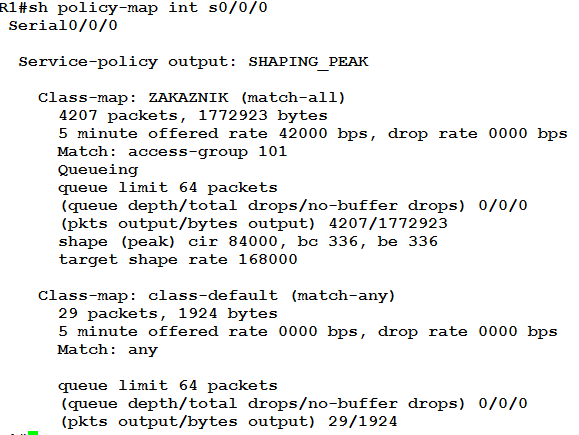 R1#sh policy-map int s0/0/0
Serial0/0/0
Service-policy output: SHAPING_PEAK
Class-map: ZAKAZNIK (match-all)
4207 packets, 1772923 bytes
5 minute offered rate 42000 bps, drop rate 0000 bps
Match: access-group 101
Queueing
queue limit 64 packets
(queue depth/total drops/no-buffer drops) 0/0/0
(pkts output/bytes output) 4207/1772923
shape (peak) cir 84000, bc 336, be 336
target shape rate 168000
Class-map: class-default (match-any)
29 packets, 1924 bytes
5 minute offered rate 0000 bps, drop rate 0000 bps
Match: any
queue limit 64 packets
(queue depth/total drops/no-buffer drops) 0/0/0
(pkts output/bytes output) 29/1924